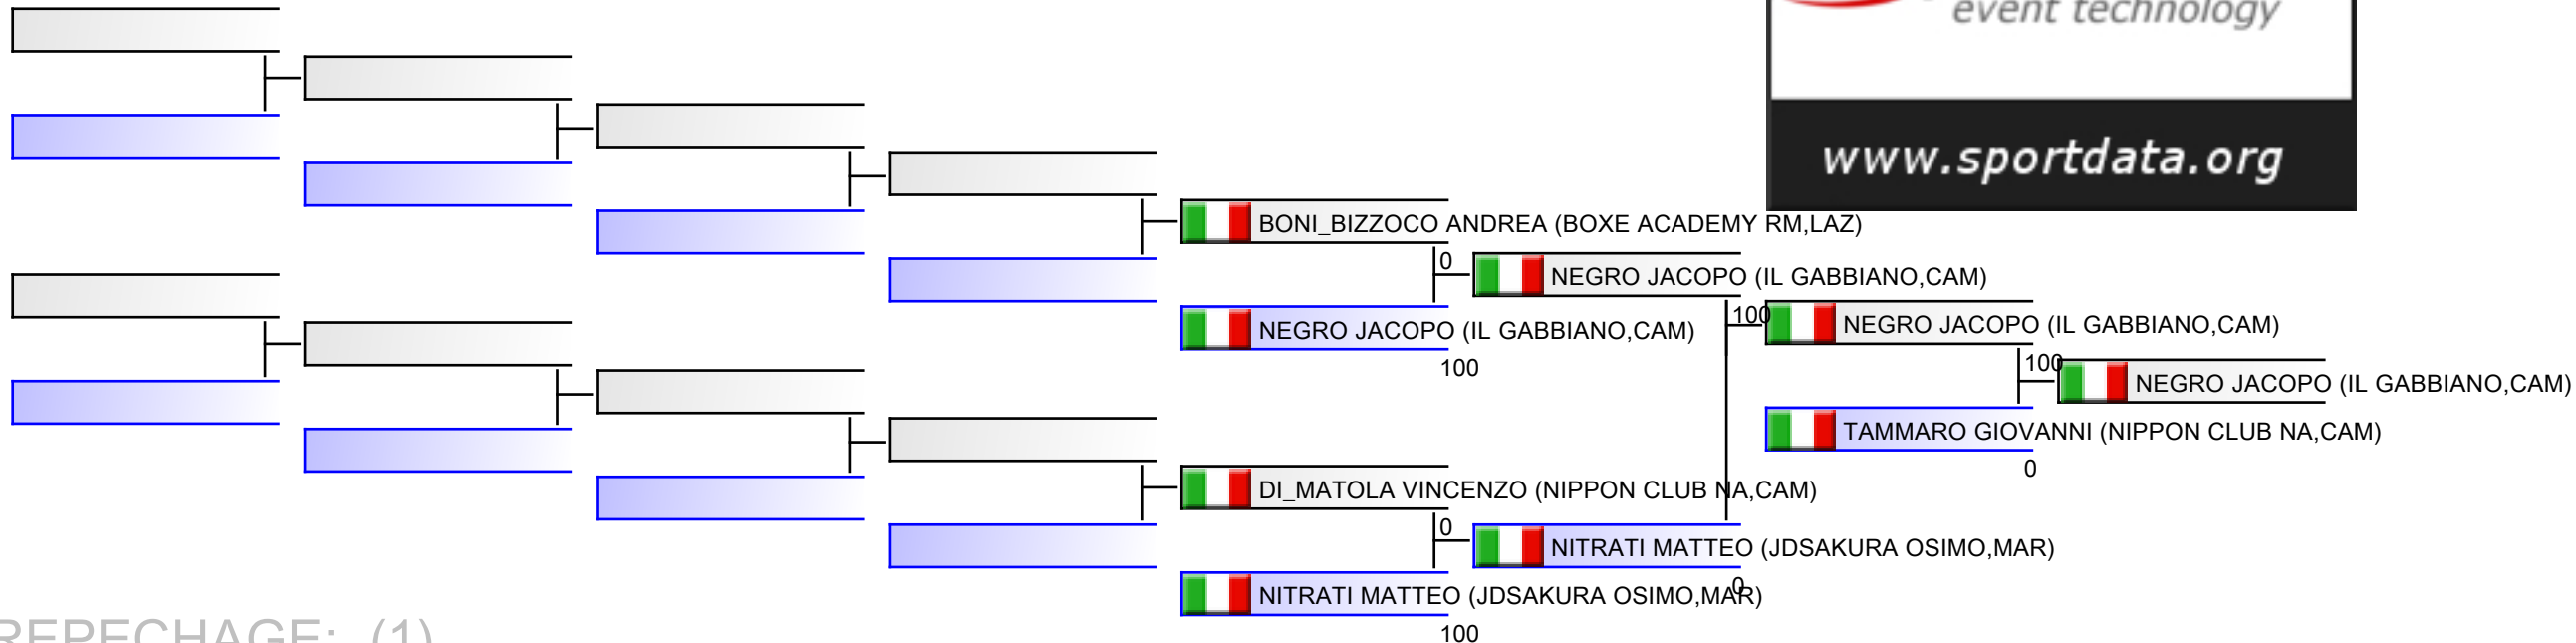 event technology
www.sportdata.org
BONI_BIZZOCO ANDREA (BOXE ACADEMY RM,LAZ)
0
NEGRO JACOPO (IL GABBIANO,CAM)
100
NEGRO JACOPO (IL GABBIANO,CAM)
NEGRO JACOPO (IL GABBIANO,CAM)
100
100
NEGRO JACOPO (IL GABBIANO,CAM)
TAMMARO GIOVANNI (NIPPON CLUB NA,CAM)
0
DI_MATOLA VINCENZO (NIPPON CLUB NA,CAM)
0
NITRATI MATTEO (JDSAKURA OSIMO,MAR)
0
NITRATI MATTEO (JDSAKURA OSIMO,MAR)
100
REPECHAGE: (1)